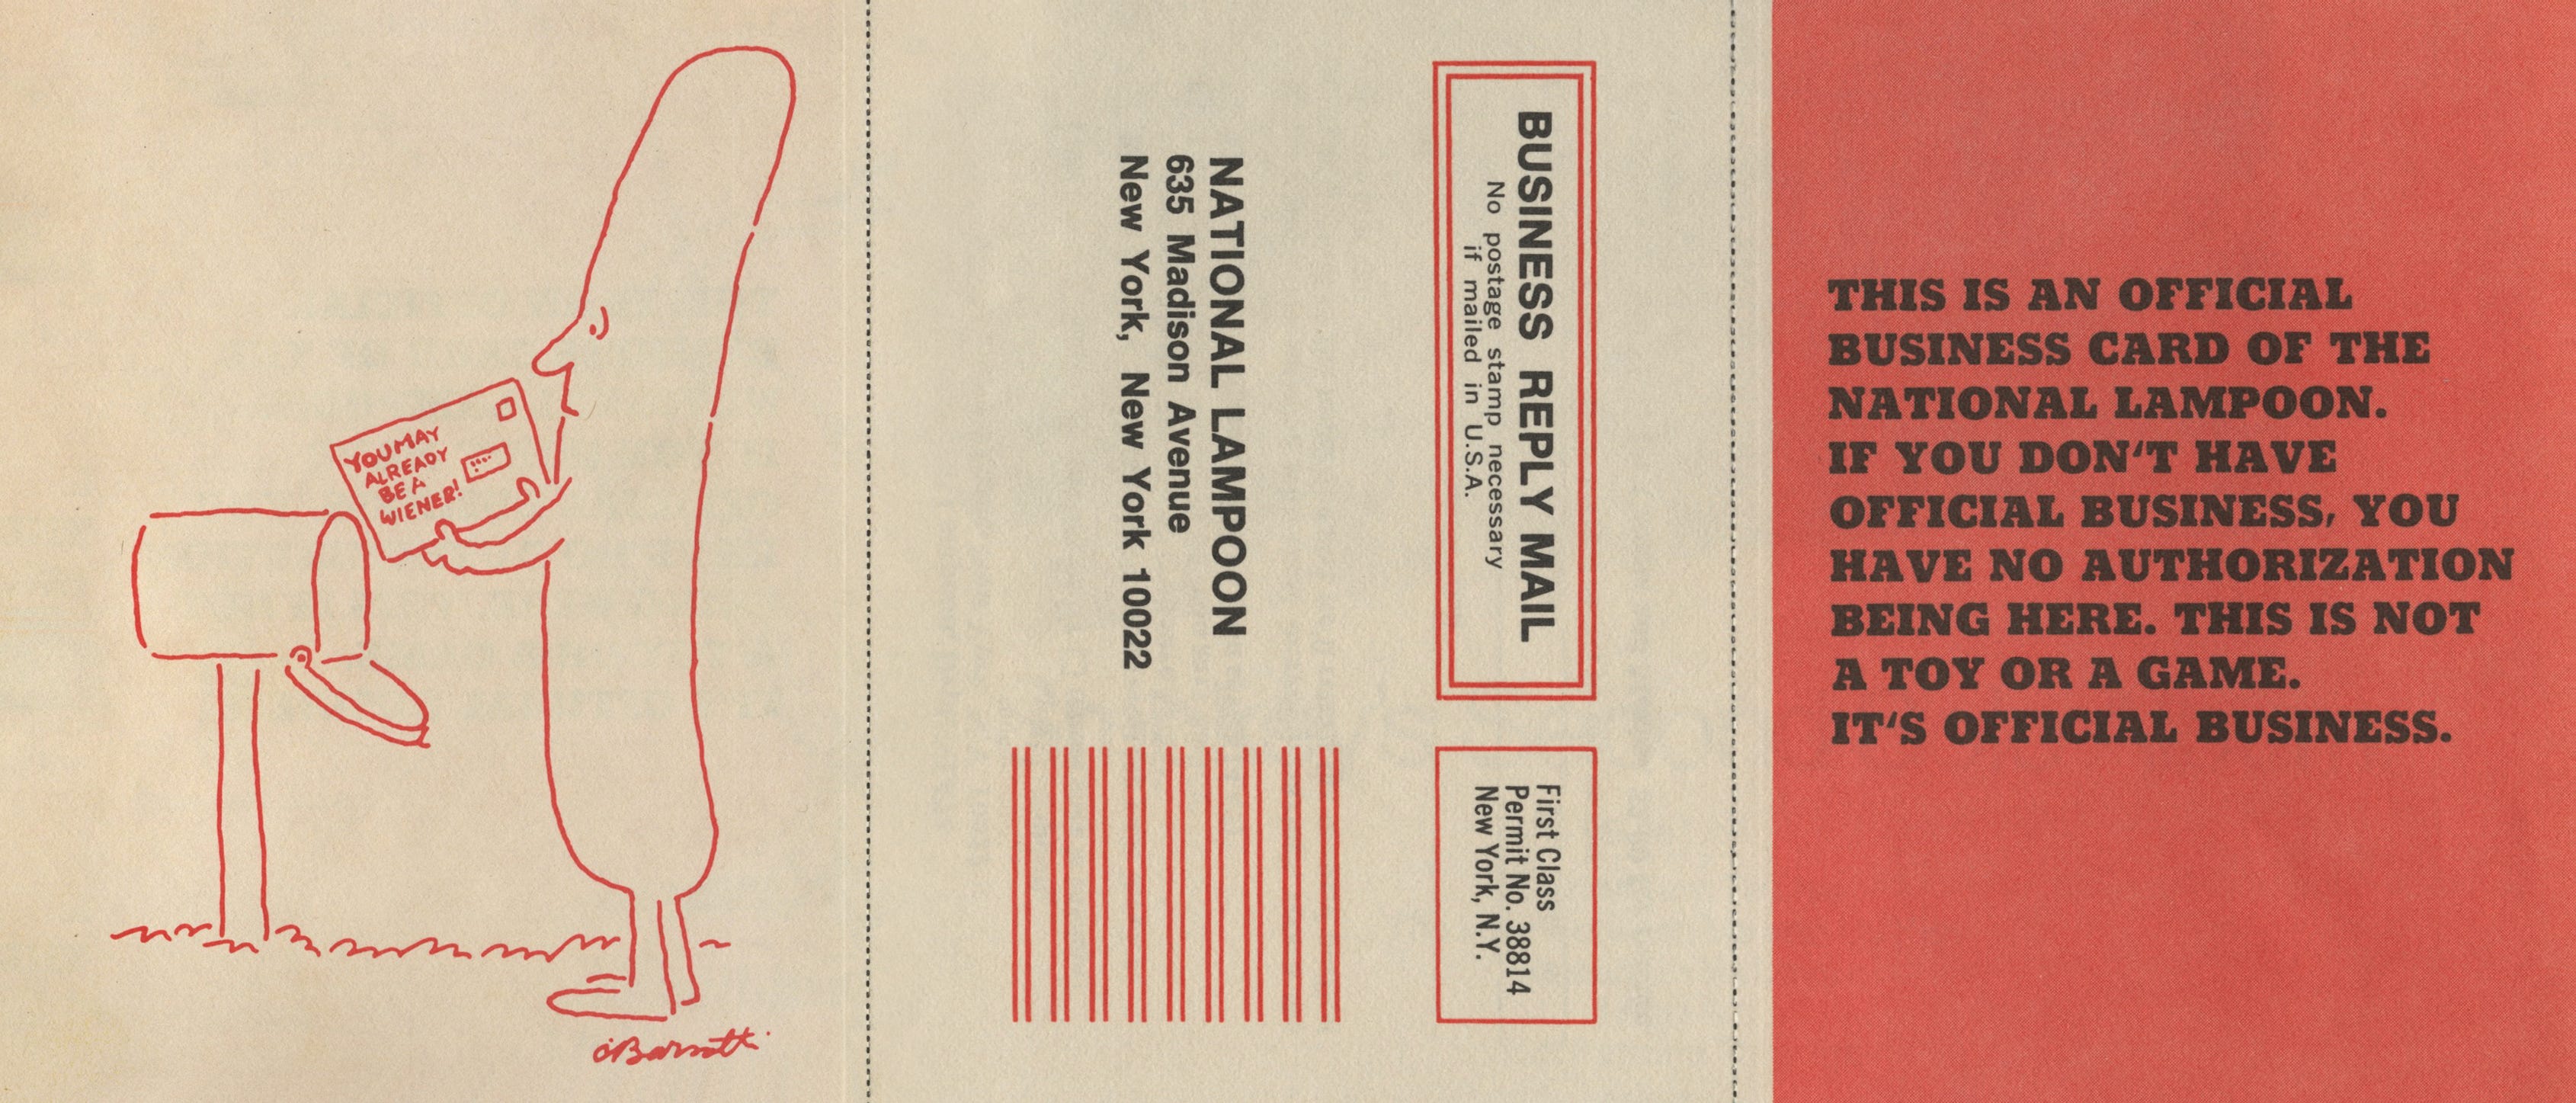 YOU MAY
ALREADY
BE A
WIENER!
CBarsotti
BUSINESS REPLY MAIL
No postage stamp necessary
if mailed in U.S.A.
First Class
Permit No. 38814
New York, N.Y.
NATIONAL LAMPOON
635 Madison Avenue
New York, New York 10022
THIS IS AN OFFICIAL
BUSINESS CARD OF THE
NATIONAL LAMPOON.
IF YOU DON'T HAVE
OFFICIAL BUSINESS, YOU
HAVE NO AUTHORIZATION
BEING HERE. THIS IS NOT
A TOY OR A GAME.
IT'S OFFICIAL BUSINESS.